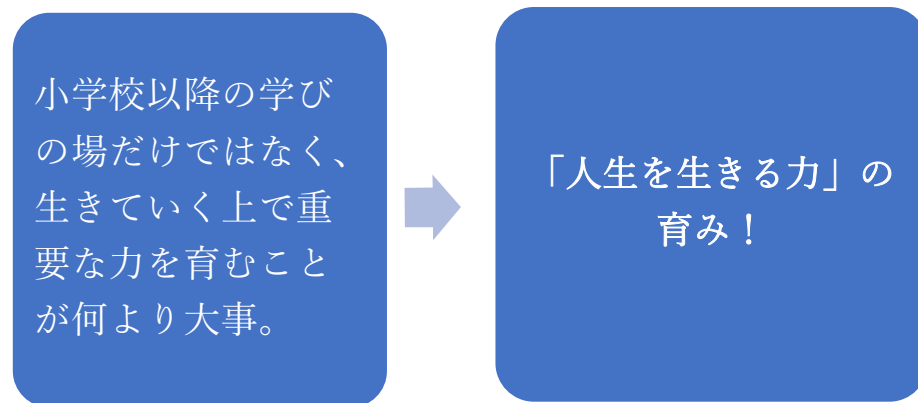 小学校以降の学び
の場だけではなく、
生きていく上で重
要な力を育むこと
が何より大事。
「人生を生きる力」の
育み！